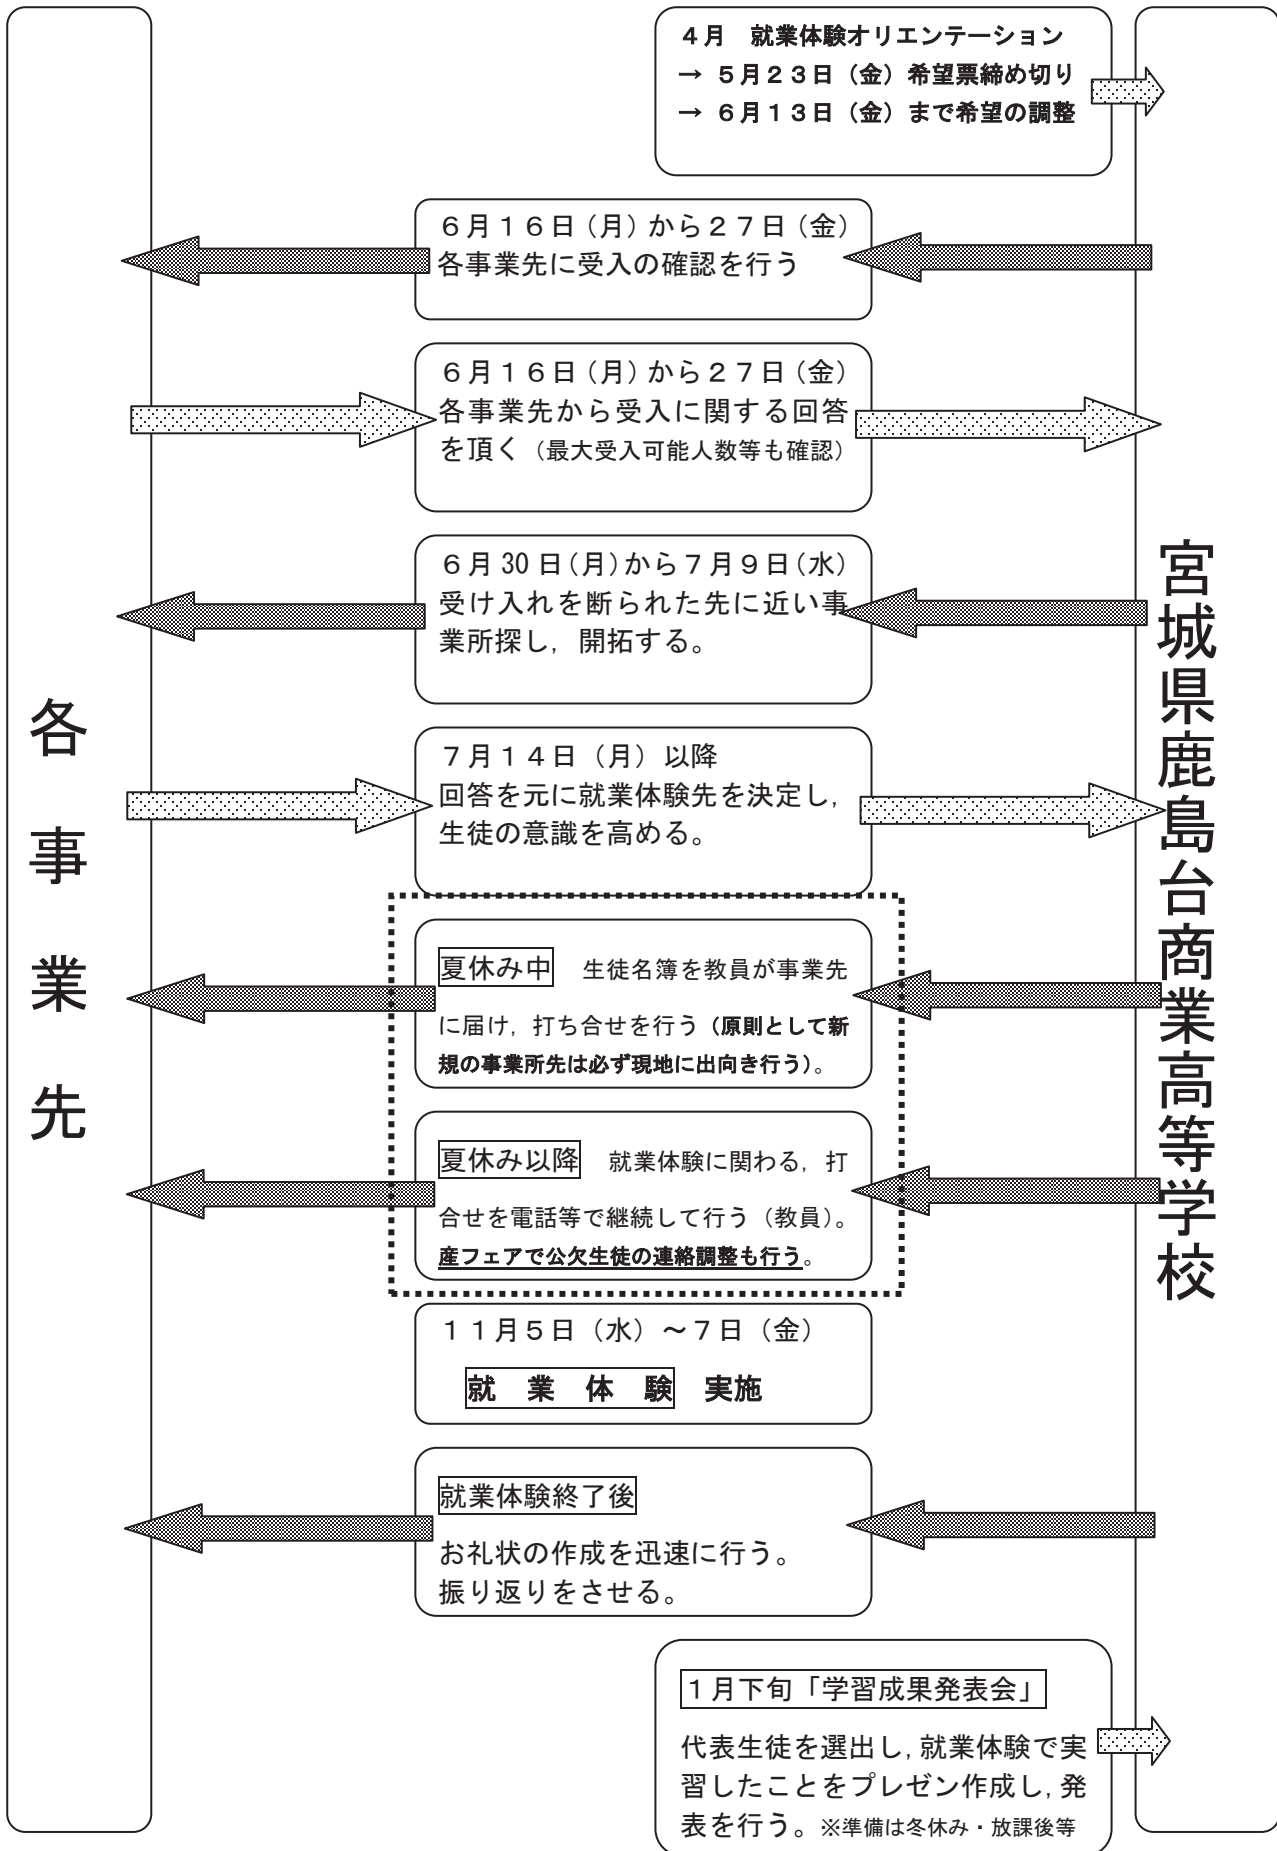 ４月　就業体験オリエンテーション
→ ５月２３日（金）希望票締め切り
→ ６月１３日（金）まで希望の調整
６月１６日（月）から２７日（金）
各事業先に受入の確認を行う
６月１６日（月）から２７日（金）
各事業先から受入に関する回答
を頂く（最大受入可能人数等も確認）
６月 30 日（月）から７月９日（水）
受け入れを断られた先に近い事
業所探し，開拓する。
７月１４日（月）以降
回答を元に就業体験先を決定し，
生徒の意識を高める。
夏休み中　生徒名簿を教員が事業先
に届け，打ち合せを行う（原則として新
規の事業所先は必ず現地に出向き行う）。
夏休み以降　就業体験に関わる，打
合せを電話等で継続して行う（教員）。
産フェアで公欠生徒の連絡調整も行う。
１１月５日（水）～７日（金）
就　業　体　験　実施
就業体験終了後
お礼状の作成を迅速に行う。
振り返りをさせる。
１月下旬「学習成果発表会」
代表生徒を選出し，就業体験で実
習したことをプレゼン作成し，発
表を行う。※準備は冬休み・放課後等
各事業先
宮城県鹿島台商業高等学校